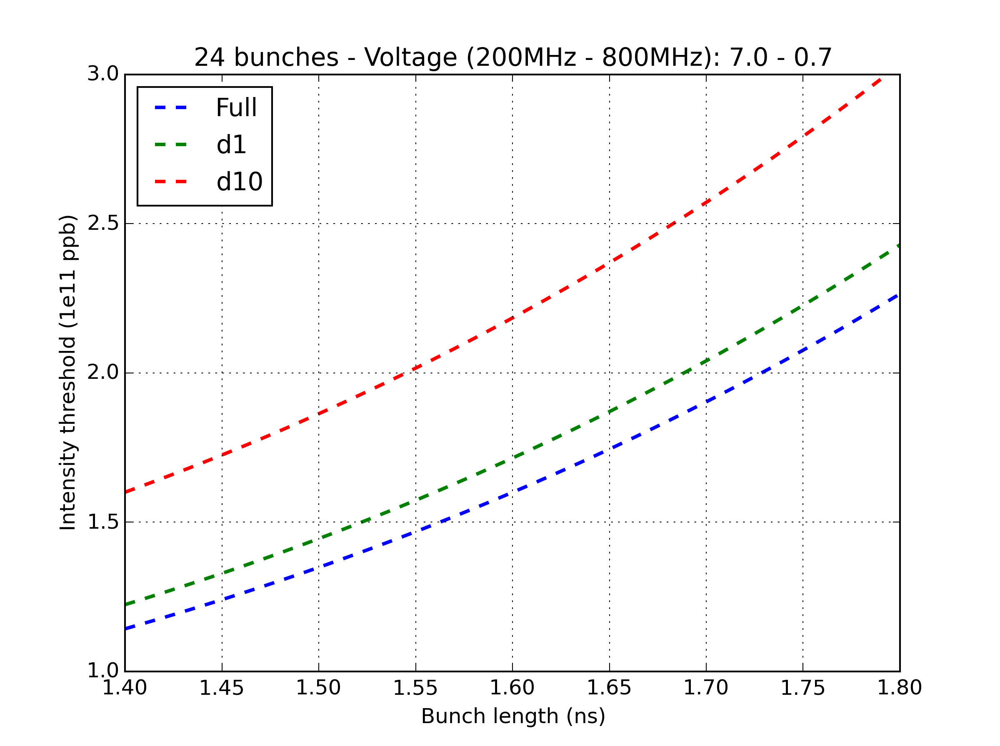 24 bunches - Voltage (200MHz - 800MHz): 7.0 - 0.7
Full
d1
d10
3.0
2.5
2.0
1.5
1.0
Intensity threshold (1e11 ppb)
1.40 1.45 1.50 1.55 1.60 1.65 1.70 1.75 1.80
Bunch length (ns)